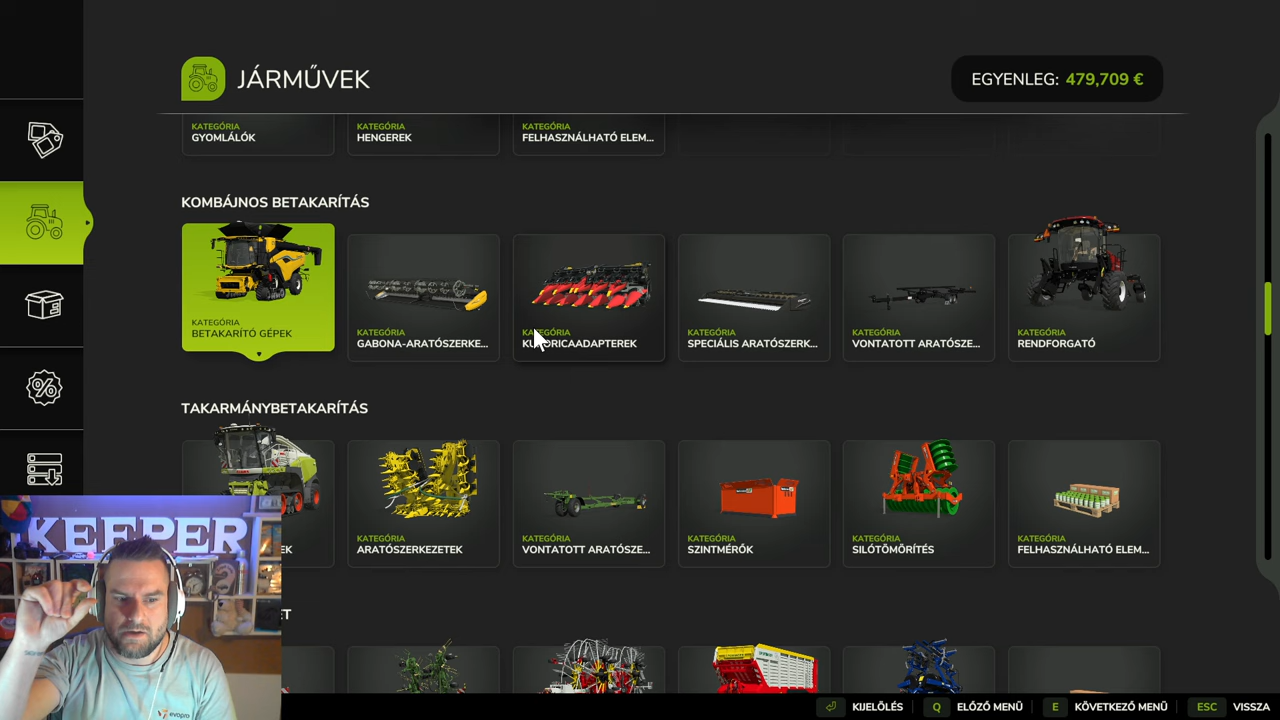 JÁRMŰVEK
EGYENLEG: 479,709 €
KATEGÓRIA
GYOMLÁLÓK
KATEGÓRIA
HENGEREK
KATEGÓRIA
FELHASZNÁLHATÓ ELEM...
KOMBÁJNOS BETAKARÍTÁS
KATEGÓRIA
BETAKARÍTÓ GÉPEK
KATEGÓRIA
GABONA-ARATÓSZERKE...
KATEGÓRIA
KATEGÓRIA
SPECIÁLIS ARATÓSZERK...
KATEGÓRIA
VONTATOTT ARATÓSZE...
KATEGÓRIA
RENDFORGATÓ
TAKARMÁNYBETAKARÍTÁS
KATEGÓRIA
ARATÓSZERKEZETEK
KATEGÓRIA
VONTATOTT ARATÓSZE...
KATEGÓRIA
SZINTMÉRŐK
KATEGÓRIA
SILÓTÖMÖRÍTÉS
KATEGÓRIA
FELHASZNÁLHATÓ ELEM...
KEEPER
evopro
KIJELÖLÉS
Q ELŐZŐ MENÜ
E KÖVETKEZŐ MENÜ
ESC VISSZA